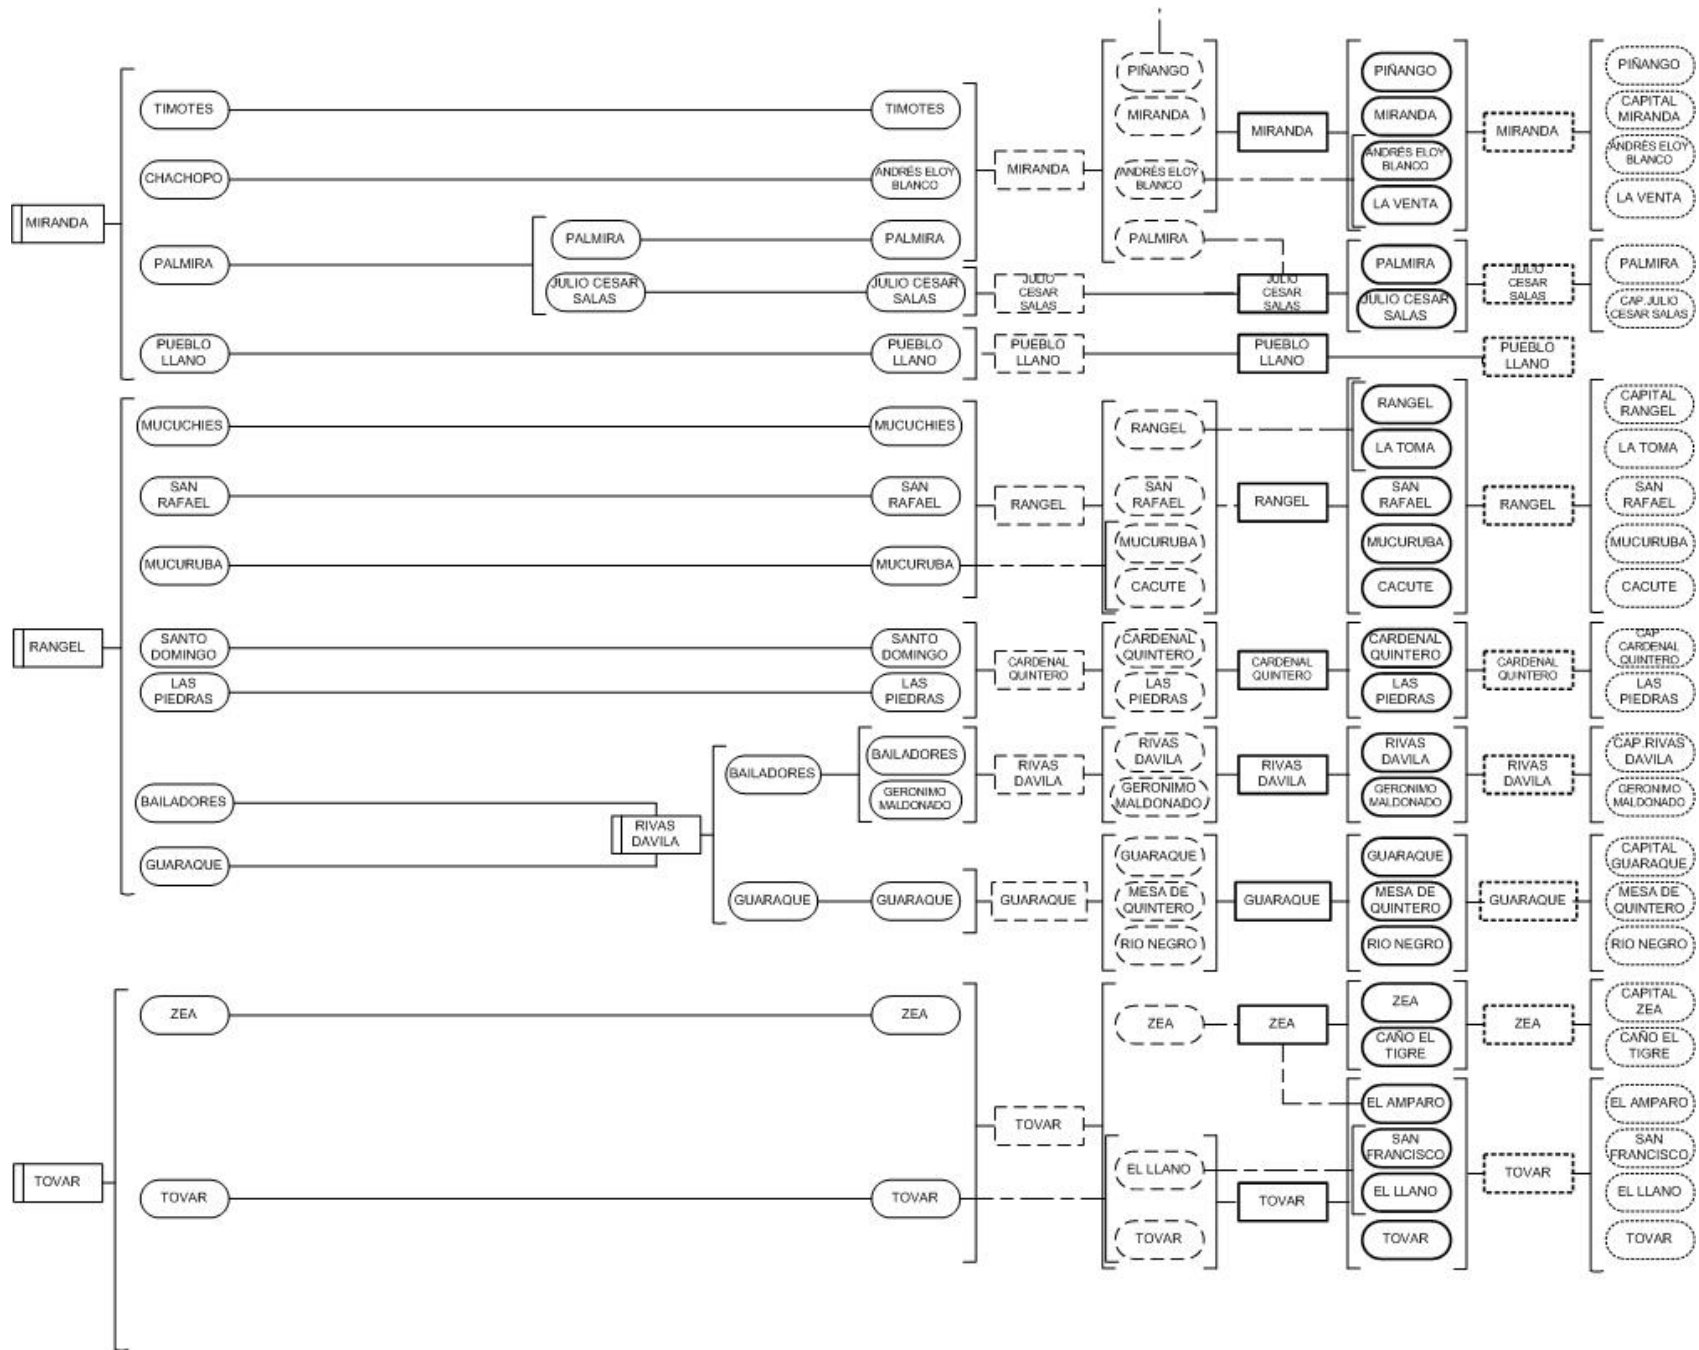 MIRANDA
TIMOTES
CHACHOPO
PALMIRA
PUEBLO
LLANO
PALMIRA
JULIO CESAR
SALAS
TIMOTES
ANDRÉS ELOY
BLANCO
PALMIRA
JULIO CESAR
SALAS
PUEBLO
LLANO
MIRANDA
JULIO
CESAR
SALAS
PUEBLO
LLANO
PIÑANGO
MIRANDA
ANDRÉS ELOY
BLANCO
PALMIRA
MIRANDA
JULIO
CESAR
SALAS
PUEBLO
LLANO
PIÑANGO
MIRANDA
ANDRÉS ELOY
BLANCO
LA VENTA
PALMIRA
JULIO CESAR
SALAS
MIRANDA
JULIO
CESAR
SALAS
PUEBLO
LLANO
PIÑANGO
CAPITAL
MIRANDA
ANDRÉS ELOY
BLANCO
LA VENTA
PALMIRA
CAP.JULIO
CESAR SALAS
RANGEL
MUCUCHIES
SAN
RAFAEL
MUCURUBA
SANTO
DOMINGO
LAS
PIEDRAS
BAILADORES
GUARAQUE
RIVAS
DAVILA
BAILADORES
GUARAQUE
MUCUCHIES
SAN
RAFAEL
MUCURUBA
SANTO
DOMINGO
LAS
PIEDRAS
BAILADORES
GERONIMO
MALDONADO
GUARAQUE
RANGEL
CARDENAL
QUINTERO
RIVAS
DAVILA
GUARAQUE
RANGEL
SAN
RAFAEL
MUCURUBA
CACUTE
CARDENAL
QUINTERO
LAS
PIEDRAS
RIVAS
DAVILA
GERONIMO
MALDONADO
GUARAQUE
MESA DE
QUINTERO
RIO NEGRO
RANGEL
CARDENAL
QUINTERO
RIVAS
DAVILA
GUARAQUE
RANGEL
LA TOMA
SAN
RAFAEL
MUCURUBA
CACUTE
CARDENAL
QUINTERO
LAS
PIEDRAS
RIVAS
DAVILA
GERONIMO
MALDONADO
GUARAQUE
MESA DE
QUINTERO
RIO NEGRO
RANGEL
CARDENAL
QUINTERO
RIVAS
DAVILA
GUARAQUE
CAPITAL
RANGEL
LA TOMA
SAN
RAFAEL
MUCURUBA
CACUTE
CAP
CARDENAL
QUINTERO
LAS
PIEDRAS
CAP.RIVAS
DAVILA
GERONIMO
MALDONADO
CAPITAL
GUARAQUE
MESA DE
QUINTERO
RIO NEGRO
TOVAR
ZEA
TOVAR
ZEA
TOVAR
TOVAR
ZEA
EL LLANO
TOVAR
ZEA
TOVAR
ZEA
CAÑO EL
TIGRE
EL AMPARO
SAN
FRANCISCO
EL LLANO
TOVAR
ZEA
TOVAR
CAPITAL
ZEA
CAÑO EL
TIGRE
EL AMPARO
SAN
FRANCISCO
EL LLANO
TOVAR